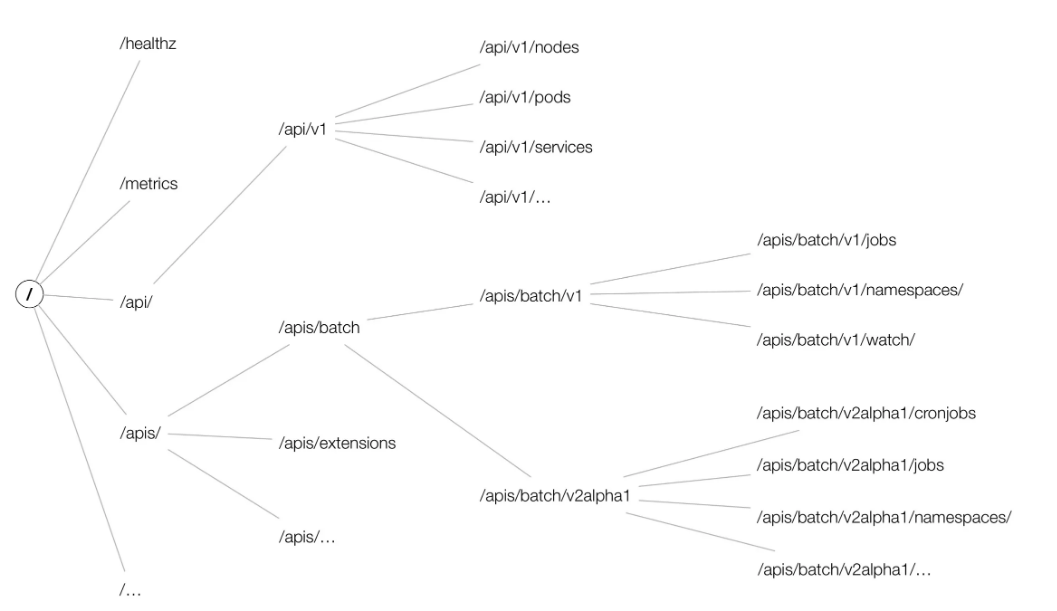 /
/healthz
/metrics
/api/
/apis/
/…
/api/v1
/apis/batch
/apis/extensions
/apis/…
/api/v1/nodes
/api/v1/pods
/api/v1/services
/api/v1/…
/apis/batch/v1
/apis/batch/v2alpha1
/apis/batch/v1/jobs
/apis/batch/v1/namespaces/
/apis/batch/v1/watch/
/apis/batch/v2alpha1/cronjobs
/apis/batch/v2alpha1/jobs
/apis/batch/v2alpha1/namespaces/
/apis/batch/v2alpha1/…